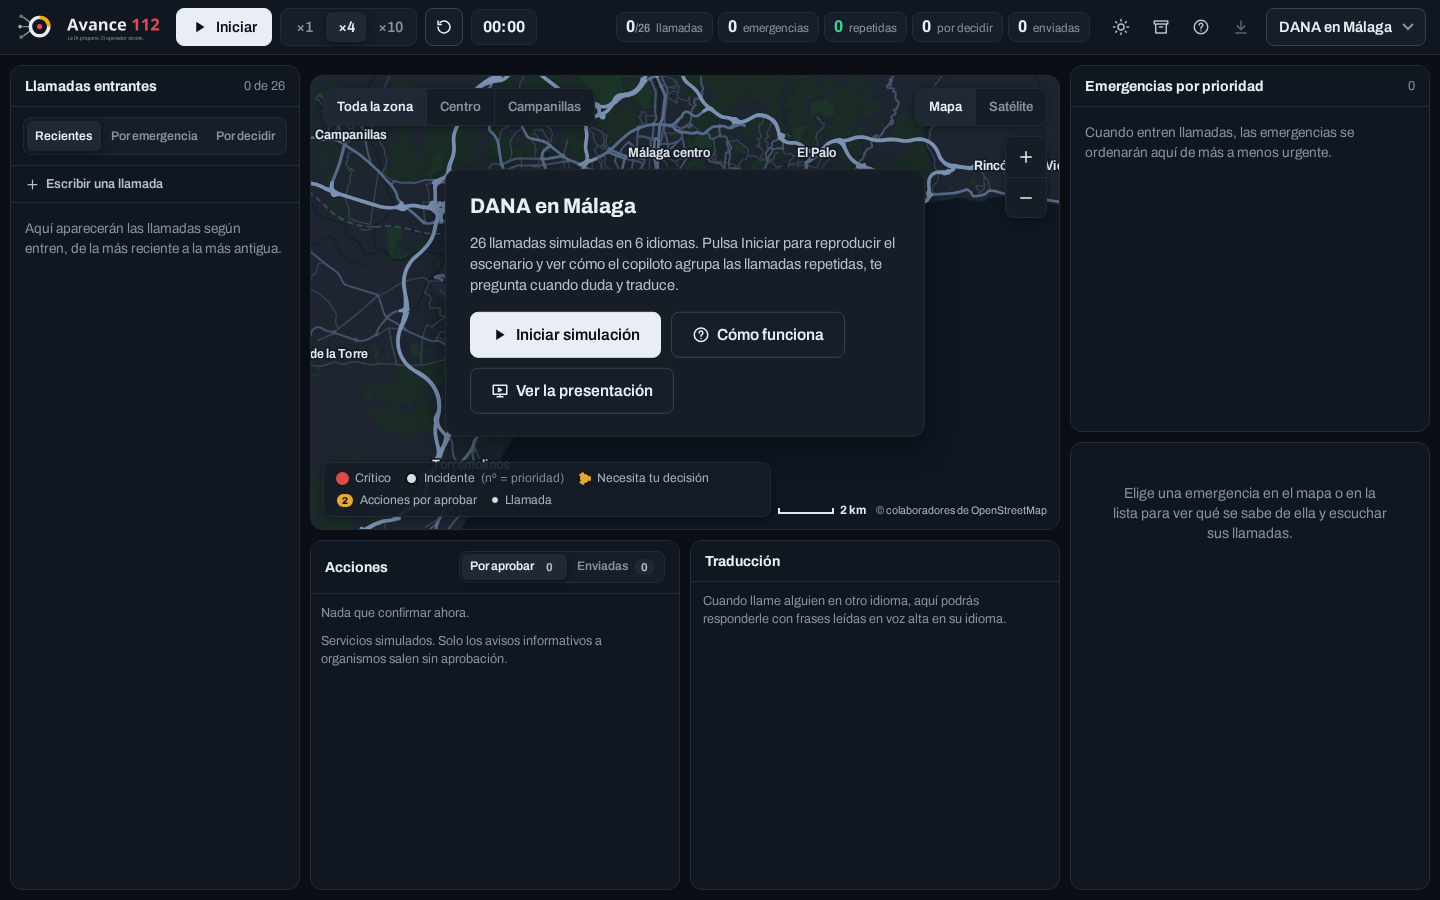 Avance 112
La IA propone. El operador decide.
Iniciar
×1
×4
×10
00:00
0/26 llamadas
0 emergencias
0 repetidas
0 por decidir
0 enviadas
DANA en Málaga
Llamadas entrantes
0 de 26
Recientes
Por emergencia
Por decidir
Escribir una llamada
Aquí aparecerán las llamadas según
entren, de la más reciente a la más antigua.
Toda la zona
Centro
Campanillas
Mapa
Satélite
Campanillas
Málaga centro
El Palo
Rincó
+
−
de la Torre
Torremolinos
DANA en Málaga
26 llamadas simuladas en 6 idiomas. Pulsa Iniciar para reproducir el
escenario y ver cómo el copiloto agrupa las llamadas repetidas, te
pregunta cuando duda y traduce.
Iniciar simulación
Cómo funciona
Ver la presentación
Crítico
Incidente (nº = prioridad)
Necesita tu decisión
2 Acciones por aprobar
Llamada
2 km
© colaboradores de OpenStreetMap
Acciones
Por aprobar 0
Enviadas 0
Nada que confirmar ahora.
Servicios simulados. Solo los avisos informativos a
organismos salen sin aprobación.
Traducción
Cuando llame alguien en otro idioma, aquí podrás
responderle con frases leídas en voz alta en su idioma.
Emergencias por prioridad
0
Cuando entren llamadas, las emergencias se
ordenarán aquí de más a menos urgente.
Elige una emergencia en el mapa o en la
lista para ver qué se sabe de ella y escuchar
sus llamadas.